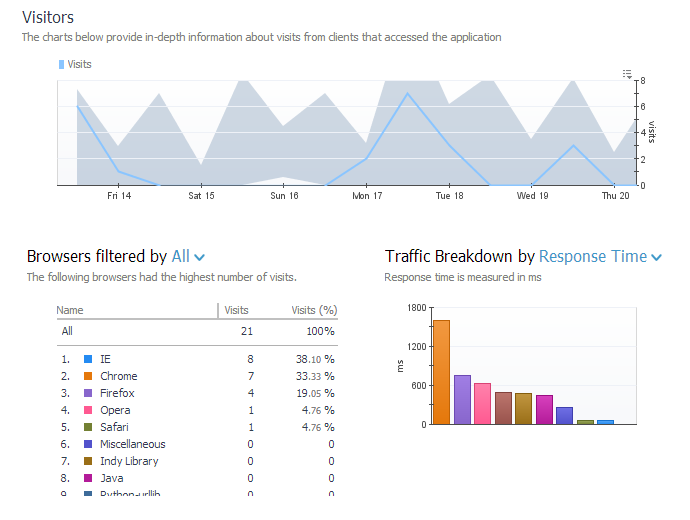 Visitors
The charts below provide in-depth information about visits from clients that accessed the application
Visits
8
6
4
2
0
visits
Fri 14 Sat 15 Sun 16 Mon 17 Tue 18 Wed 19 Thu 20
Browsers filtered by All
The following browsers had the highest number of visits.
Name Visits Visits (%)
All 21 100%
1. IE 8 38.10 %
2. Chrome 7 33.33 %
3. Firefox 4 19.05 %
4. Opera 1 4.76 %
5. Safari 1 4.76 %
6. Miscellaneous 0 0
7. Indy Library 0 0
8. Java 0 0
9. Python-urllib 0 0
Traffic Breakdown by Response Time
Response time is measured in ms
1800
1200
600
0
ms